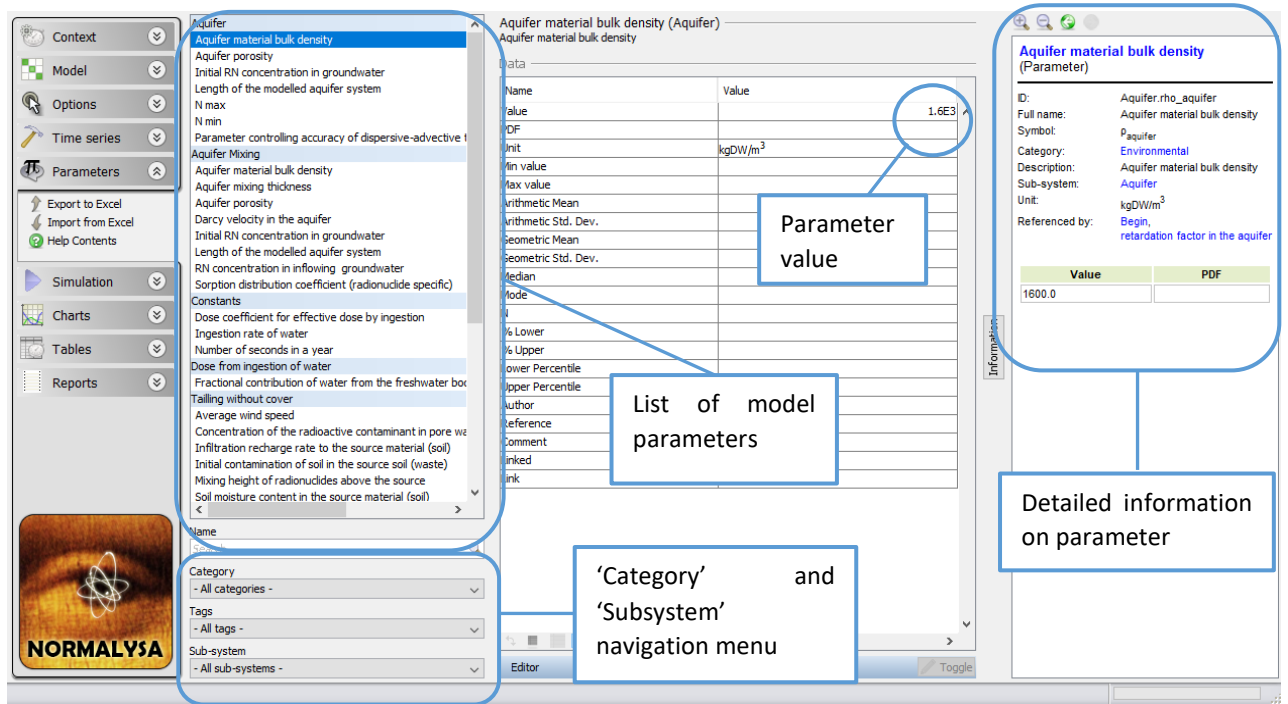 Context
Model
Options
Time series
Parameters
Export to Excel
Import from Excel
Help Contents
Simulation
Charts
Tables
Reports
NORMALYSA
Aquifer
Aquifer material bulk density
Aquifer porosity
Initial RN concentration in groundwater
Length of the modelled aquifer system
N max
N min
Parameter controlling accuracy of dispersive-advective t
Aquifer Mixing
Aquifer material bulk density
Aquifer mixing thickness
Aquifer porosity
Darcy velocity in the aquifer
Initial RN concentration in groundwater
Length of the modelled aquifer system
RN concentration in inflowing groundwater
Sorption distribution coefficient (radionuclide specific)
Constants
Dose coefficient for effective dose by ingestion
Ingestion rate of water
Number of seconds in a year
Dose from ingestion of water
Fractional contribution of water from the freshwater boo
Tailling without cover
Average wind speed
Concentration of the radioactive contaminant in pore wa
Infiltration recharge rate to the source material (soil)
Initial contamination of soil in the source soil (waste)
Mixing height of radionuclides above the source
Soil moisture content in the source material (soil)
Name
Search
Category
- All categories -
Tags
- All tags -
Sub-system
- All sub-systems -
Aquifer material bulk density (Aquifer)
Aquifer material bulk density
Data
Name Value
Value 1.6E3
PDF
Unit kgDW/m³
Min value
Max value
Arithmetic Mean
Arithmetic Std. Dev.
Geometric Mean
Geometric Std. Dev.
Median
Mode
N
% Lower
% Upper
Lower Percentile
Upper Percentile
Author
Reference
Comment
Linked
Link
Editor
Toggle
Parameter
value
List of model
parameters
‘Category’ and
‘Subsystem’
navigation menu
Information
Aquifer material bulk density
(Parameter)
ID: Aquifer.rho_aquifer
Full name: Aquifer material bulk density
Symbol: ρaquifer
Category: Environmental
Description: Aquifer material bulk density
Sub-system: Aquifer
Unit: kgDW/m³
Referenced by: Begin,
retardation factor in the aquifer
Value PDF
1600.0
Detailed information
on parameter